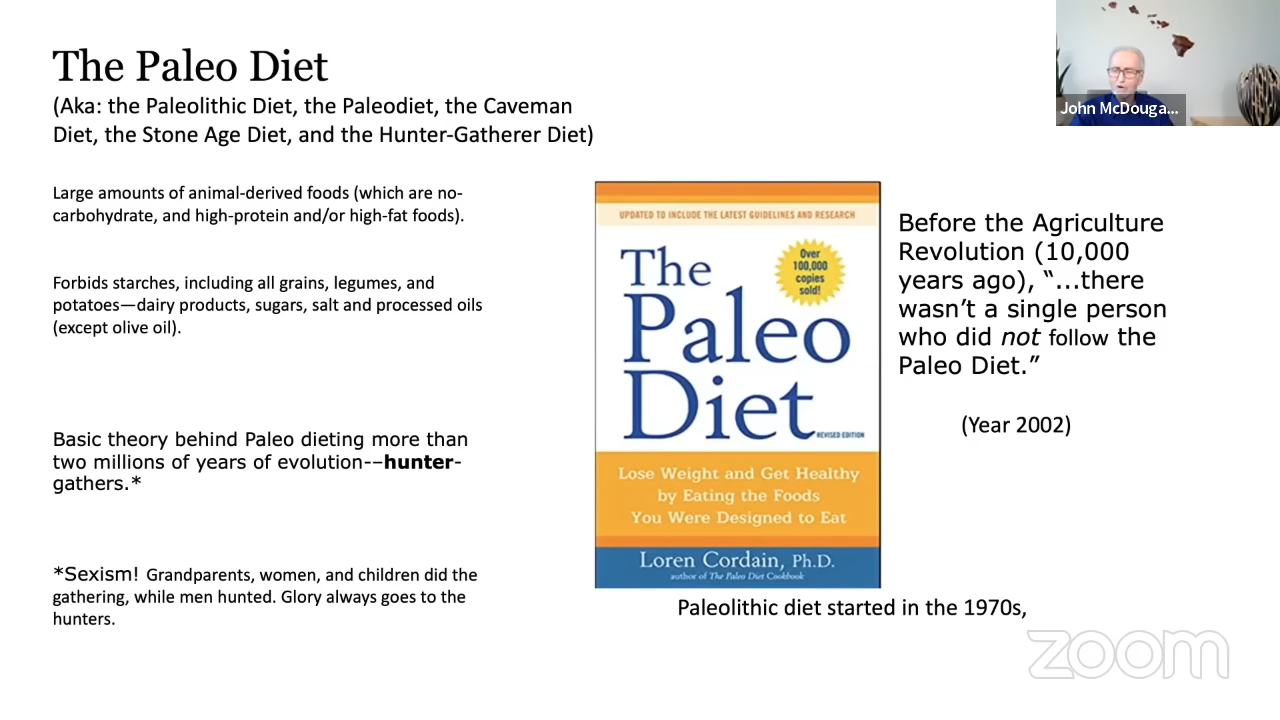 The Paleo Diet
(Aka: the Paleolithic Diet, the Paleodiet, the Caveman
Diet, the Stone Age Diet, and the Hunter-Gatherer Diet)
John McDouga...
Large amounts of animal-derived foods (which are no-
carbohydrate, and high-protein and/or high-fat foods).
Forbids starches, including all grains, legumes, and
potatoes—dairy products, sugars, salt and processed oils
(except olive oil).
Basic theory behind Paleo dieting more than
two millions of years of evolution-–hunter-
gathers.*
*Sexism! Grandparents, women, and children did the
gathering, while men hunted. Glory always goes to the
hunters.
UPDATED TO INCLUDE THE LATEST GUIDELINES AND RESEARCH
The
Paleo
Diet
REVISED EDITION
Over
100,000
copies
sold!
Lose Weight and Get Healthy
by Eating the Foods
You Were Designed to Eat
Loren Cordain, Ph.D.
author of The Paleo Diet Cookbook
Before the Agriculture
Revolution (10,000
years ago), “...there
wasn’t a single person
who did not follow the
Paleo Diet.”
(Year 2002)
Paleolithic diet started in the 1970s,
zoom